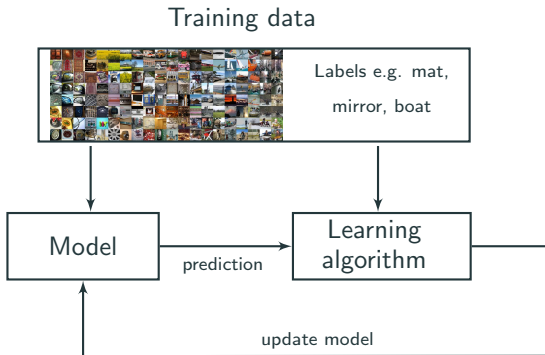 Training data
Labels e.g. mat,
mirror, boat
Model
prediction
Learning
algorithm
update model